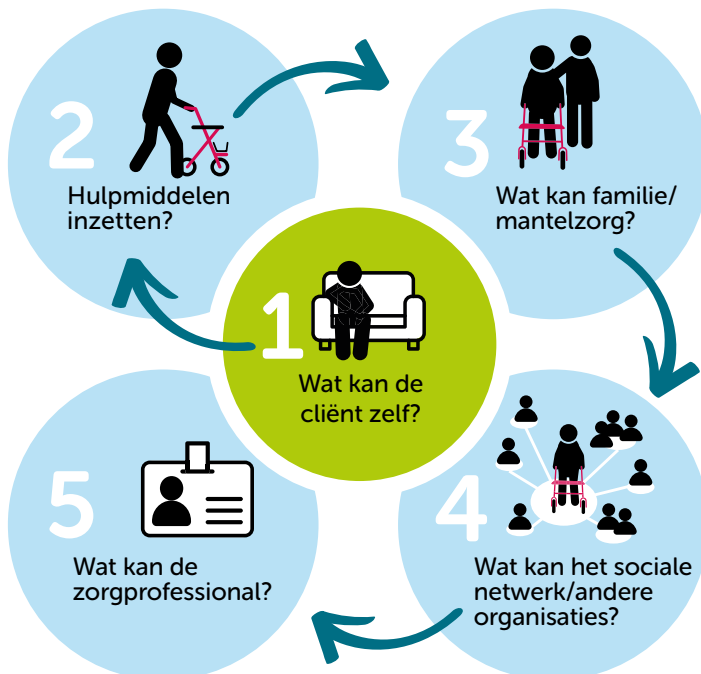 1
Wat kan de
cliënt zelf?
2
Hulpmiddelen
inzetten?
3
Wat kan familie/
mantelzorg?
4
Wat kan het sociale
netwerk/andere
organisaties?
5
Wat kan de
zorgprofessional?